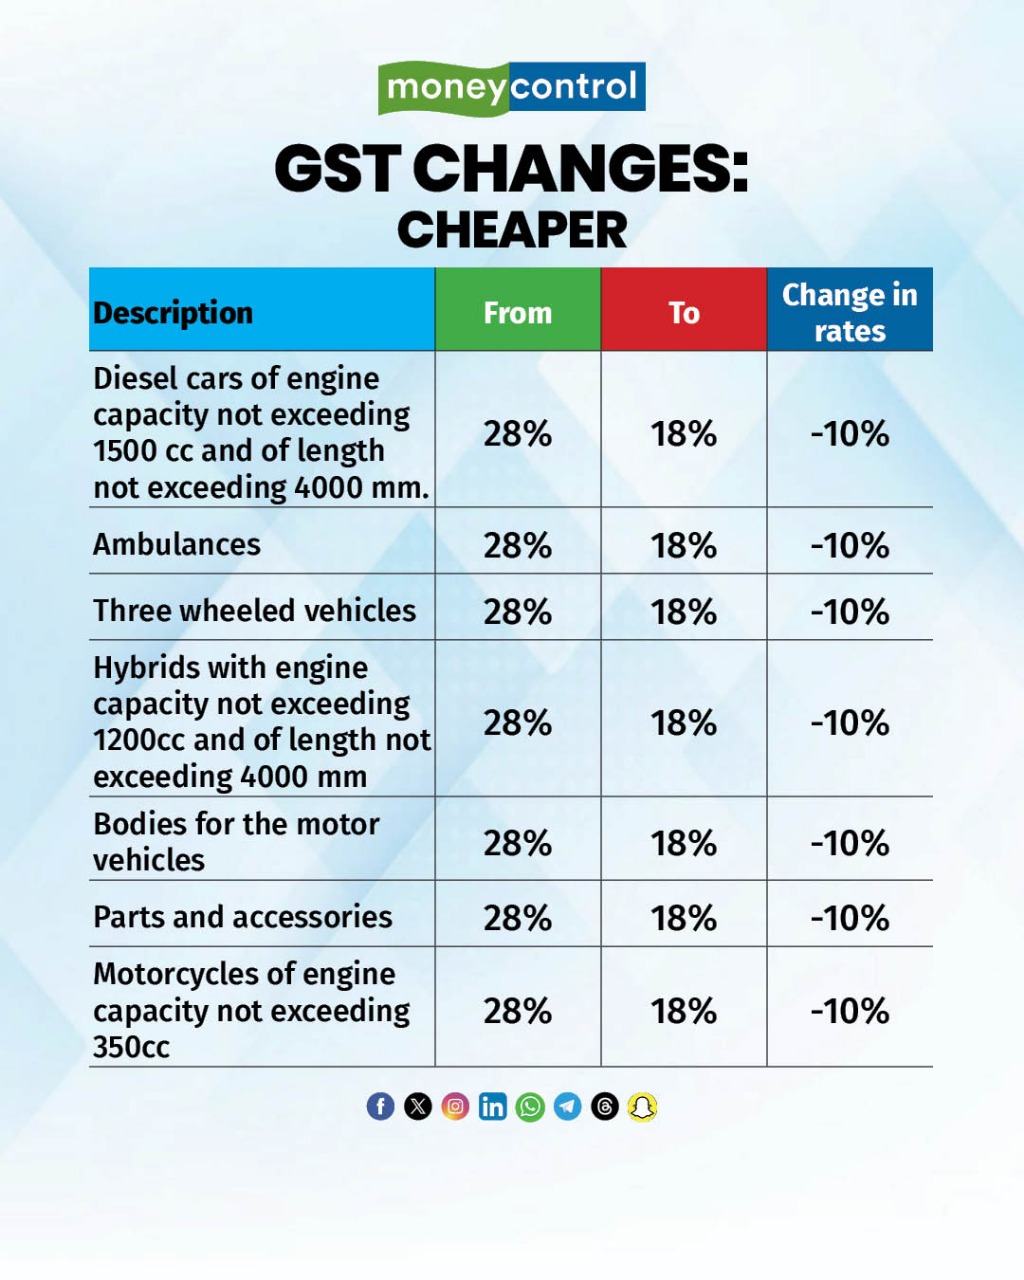 moneycontrol
GST CHANGES:
CHEAPER
Description From To Change in rates
Diesel cars of engine
capacity not exceeding
1500 cc and of length
not exceeding 4000 mm.
28% 18% -10%
Ambulances 28% 18% -10%
Three wheeled vehicles 28% 18% -10%
Hybrids with engine
capacity not exceeding
1200cc and of length not
exceeding 4000 mm
28% 18% -10%
Bodies for the motor
vehicles
28% 18% -10%
Parts and accessories 28% 18% -10%
Motorcycles of engine
capacity not exceeding
350cc
28% 18% -10%